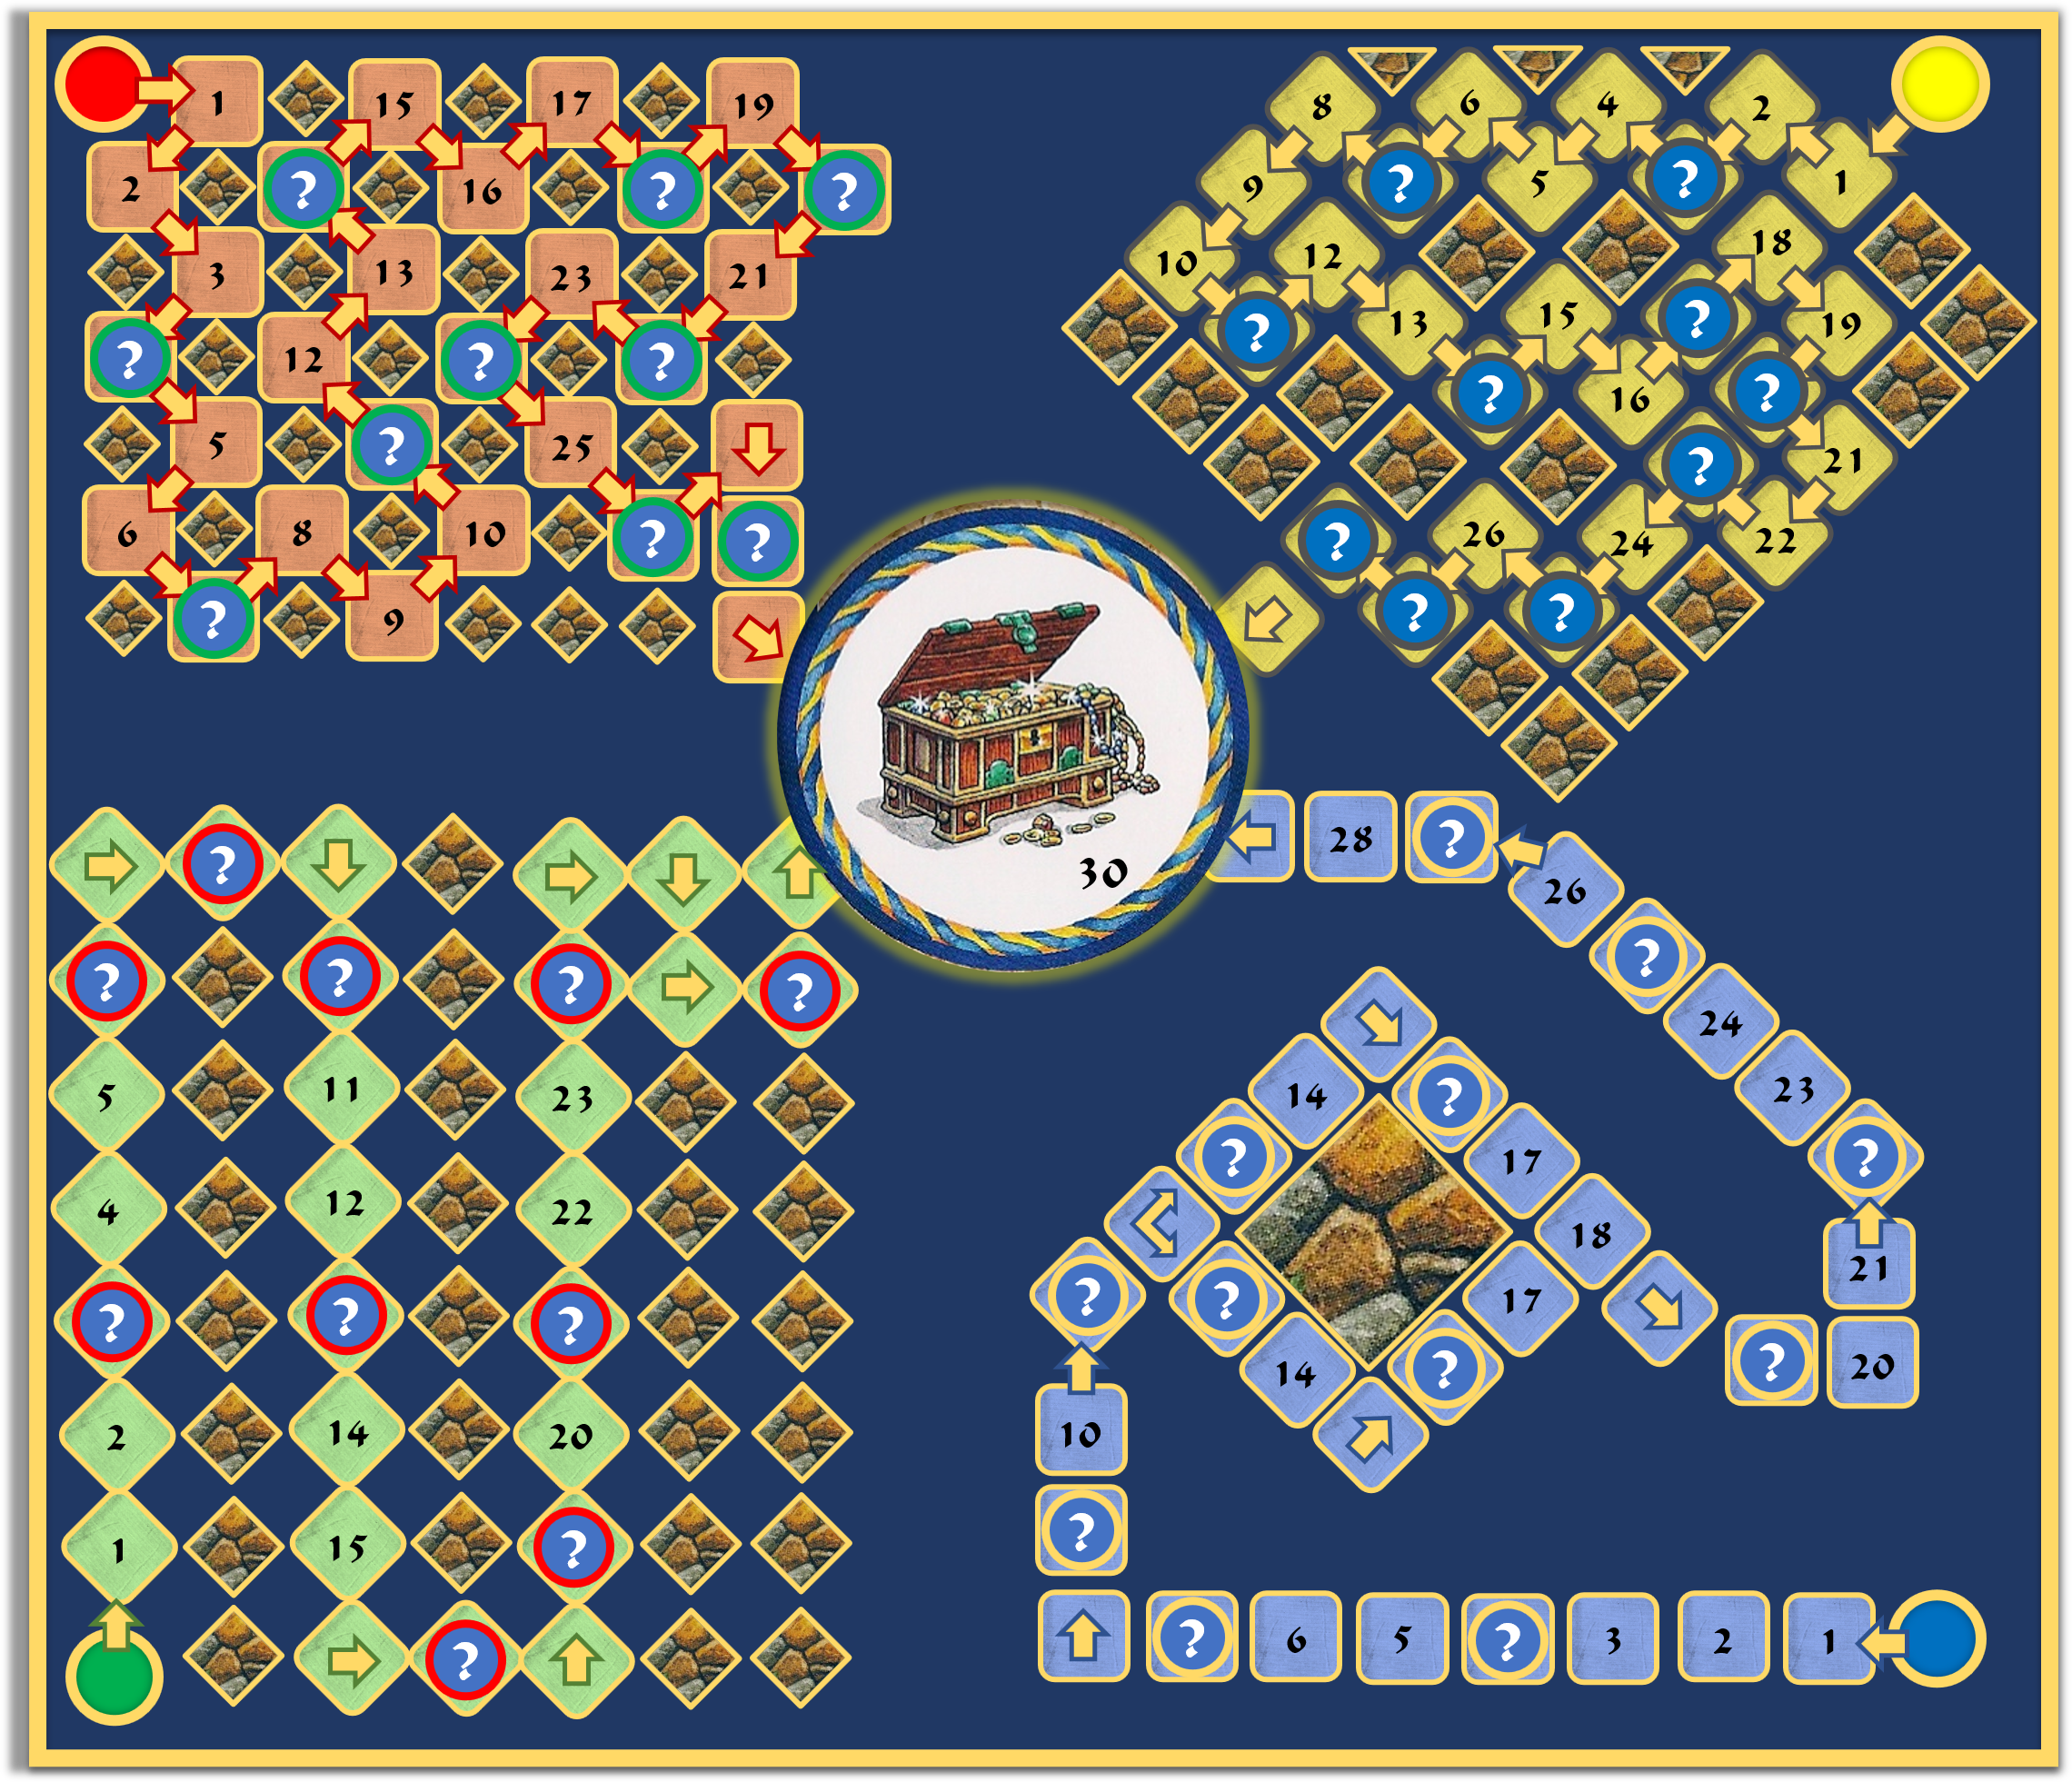 1 15 17 19
2 ? 16 ? ?
3 13 23 21
? 12 ? ?
5 ? 25
6 8 10 ? ?
? 9
8 6 4 2
9 ? 5 ? 1
10 12 18
? 13 15 ? 19
? 16 ? 21
? 26 24 22
? ? ?
30
?
? ? ? ?
5 11 23
4 12 22
? ? ?
2 14 20
1 15 ?
?
28 ?
26
?
24
23
?
21
20
14 ?
? 17
18
? ? 17
14 ? ?
10
?
? 6 5 ? 3 2 1